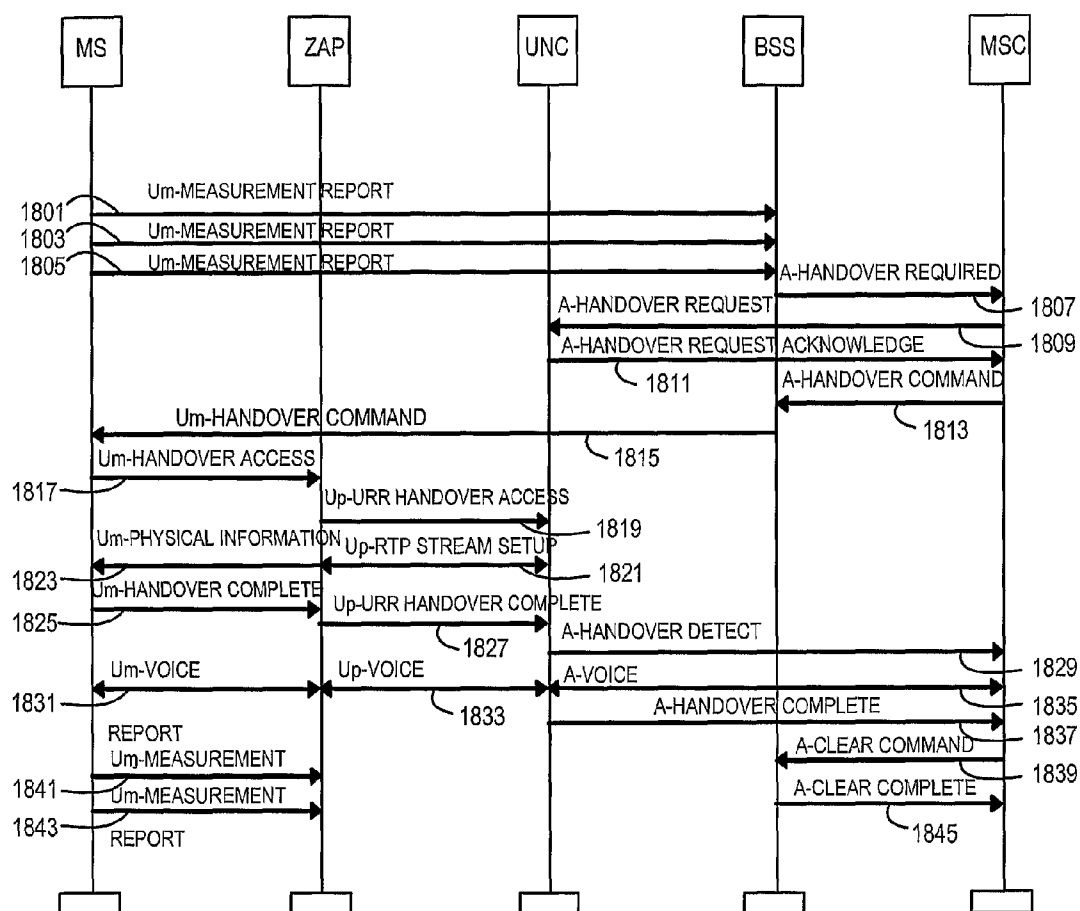 MS ZAP UNC BSS MSC
Um-MEASUREMENT REPORT
1801
Um-MEASUREMENT REPORT
1803
Um-MEASUREMENT REPORT
1805
A-HANDOVER REQUIRED
1807
A-HANDOVER REQUEST
1809
A-HANDOVER REQUEST ACKNOWLEDGE
1811
A-HANDOVER COMMAND
1813
Um-HANDOVER COMMAND
1815
Um-HANDOVER ACCESS
1817
Up-URR HANDOVER ACCESS
1819
Um-PHYSICAL INFORMATION
Up-RTP STREAM SETUP
1823
1821
Um-HANDOVER COMPLETE
1825
Up-URR HANDOVER COMPLETE
1827
A-HANDOVER DETECT
1829
Um-VOICE
Up-VOICE
A-VOICE
1831
1833
1835
A-HANDOVER COMPLETE
1837
REPORT
Um-MEASUREMENT
1841
A-CLEAR COMMAND
1839
Um-MEASUREMENT
1843
REPORT
A-CLEAR COMPLETE
1845